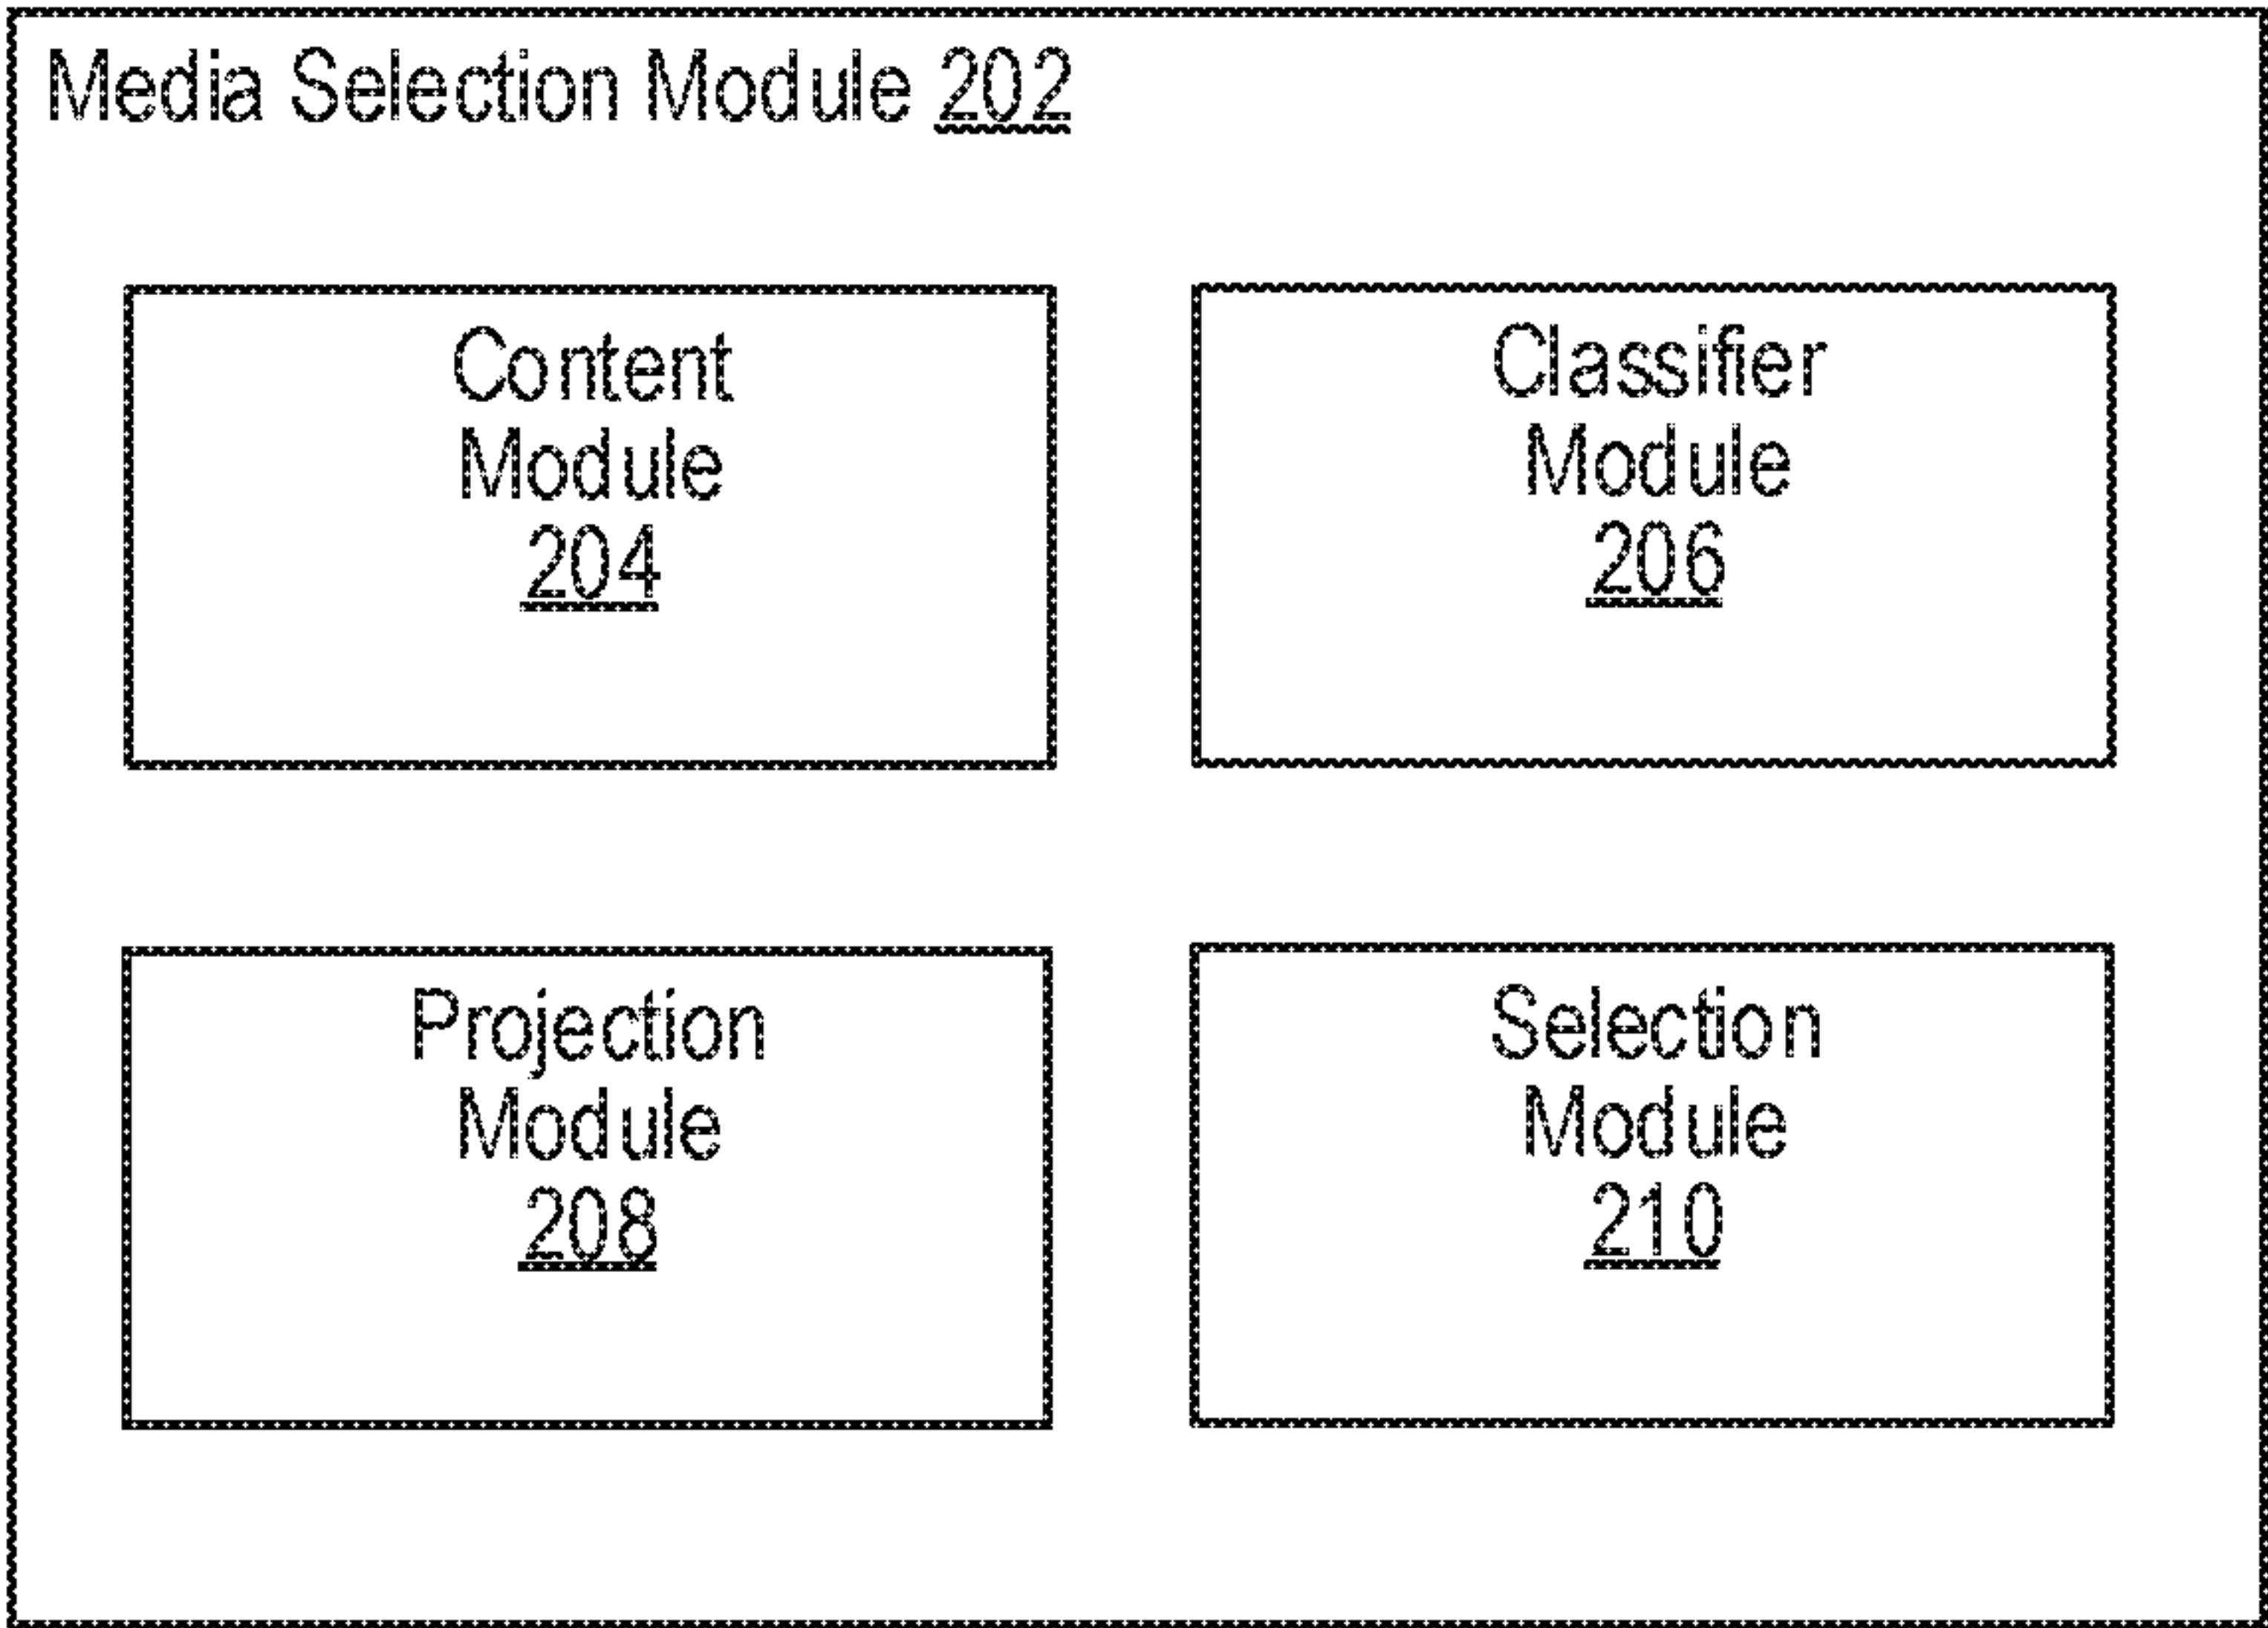 Media Selection Module 202
Content
Module
204
Classifier
Module
206
Projection
Module
208
Selection
Module
210